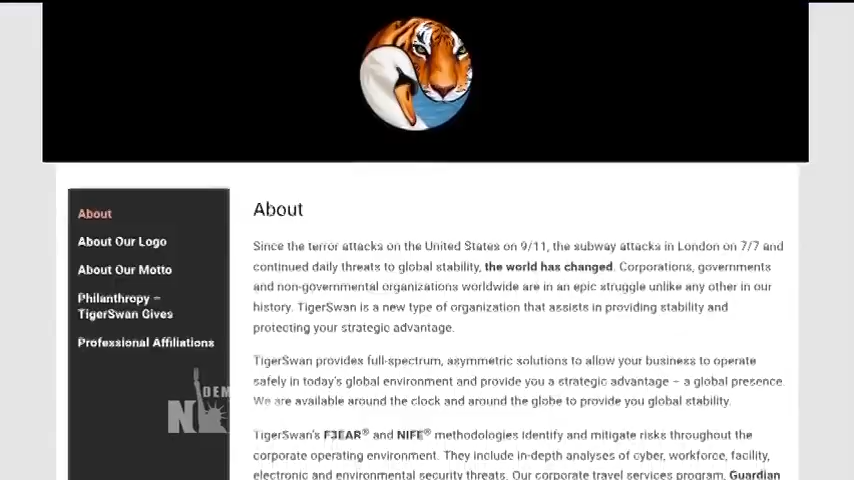 About
About Our Logo
About Our Motto
Philanthropy –
TigerSwan Gives
Professional Affiliations
DEM
N
About
Since the terror attacks on the United States on 9/11, the subway attacks in London on 7/7 and
continued daily threats to global stability, the world has changed. Corporations, governments
and non-governmental organizations worldwide are in an epic struggle unlike any other in our
history. TigerSwan is a new type of organization that assists in providing stability and
protecting your strategic advantage.
TigerSwan provides full-spectrum, asymmetric solutions to allow your business to operate
safely in today's global environment and provide you a strategic advantage – a global presence.
We are available around the clock and around the globe to provide you global stability.
TigerSwan's F3EAR® and NIFE® methodologies identify and mitigate risks throughout the
corporate operating environment. They include in-depth analyses of cyber, workforce, facility,
electronic and environmental security threats. Our corporate travel services program, Guardian